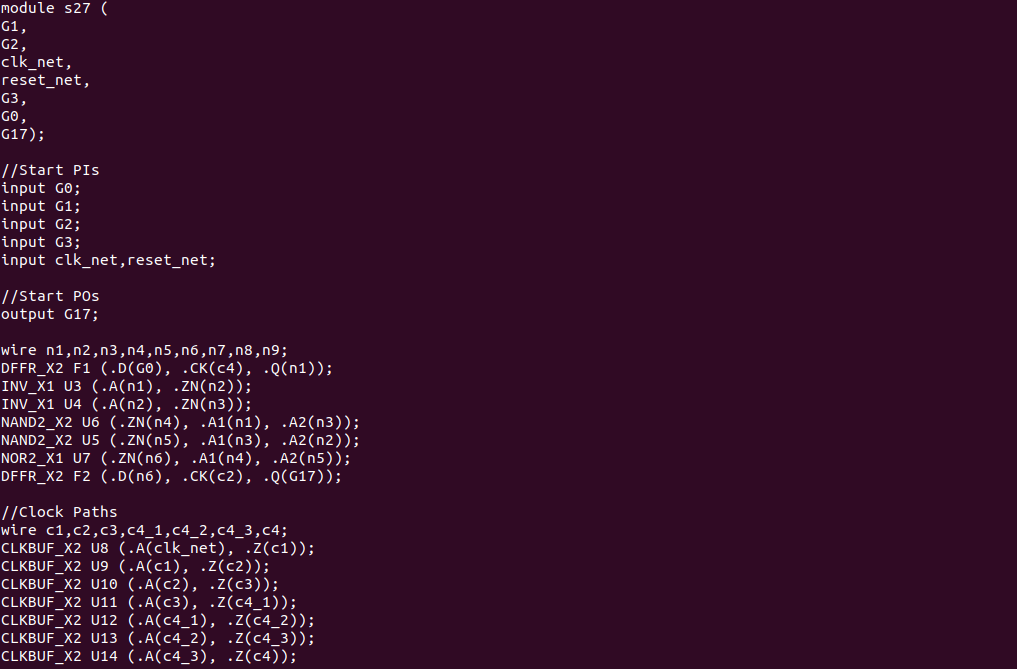 module s27 (
G1,
G2,
clk_net,
reset_net,
G3,
G0,
G17);
//Start PIs
input G0;
input G1;
input G2;
input G3;
input clk_net,reset_net;
//Start POs
output G17;
wire n1,n2,n3,n4,n5,n6,n7,n8,n9;
DFFR_X2 F1 (.D(G0), .CK(c4), .Q(n1));
INV_X1 U3 (.A(n1), .ZN(n2));
INV_X1 U4 (.A(n2), .ZN(n3));
NAND2_X2 U6 (.ZN(n4), .A1(n1), .A2(n3));
NAND2_X2 U5 (.ZN(n5), .A1(n3), .A2(n2));
NOR2_X1 U7 (.ZN(n6), .A1(n4), .A2(n5));
DFFR_X2 F2 (.D(n6), .CK(c2), .Q(G17));
//Clock Paths
wire c1,c2,c3,c4_1,c4_2,c4_3,c4;
CLKBUF_X2 U8 (.A(clk_net), .Z(c1));
CLKBUF_X2 U9 (.A(c1), .Z(c2));
CLKBUF_X2 U10 (.A(c2), .Z(c3));
CLKBUF_X2 U11 (.A(c3), .Z(c4_1));
CLKBUF_X2 U12 (.A(c4_1), .Z(c4_2));
CLKBUF_X2 U13 (.A(c4_2), .Z(c4_3));
CLKBUF_X2 U14 (.A(c4_3), .Z(c4));